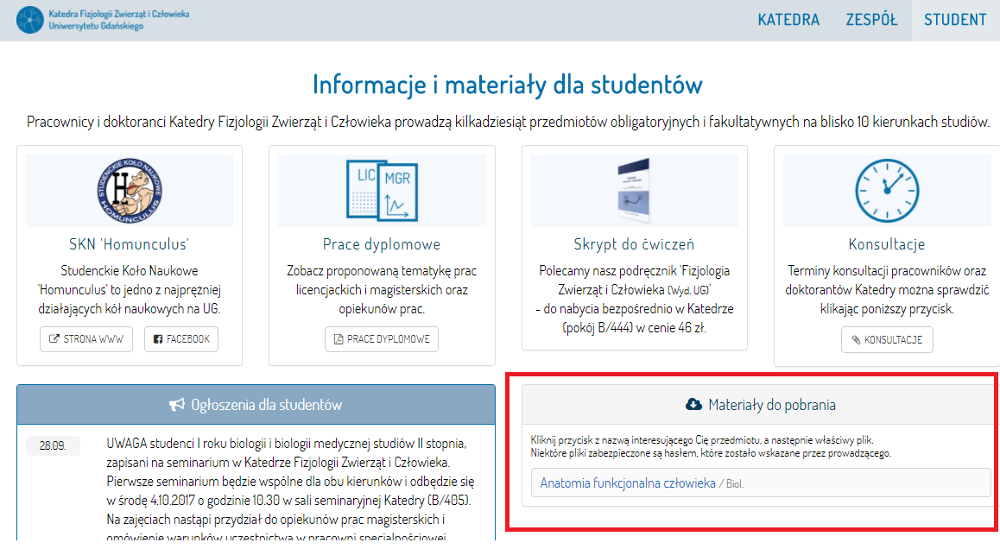 Katedra Fizjologii Zwierząt i Człowieka
Uniwersytetu Gdańskiego
KATEDRA
ZESPÓŁ
STUDENT
Informacje i materiały dla studentów
Pracownicy i doktoranci Katedry Fizjologii Zwierząt i Człowieka prowadzą kilkadziesiąt przedmiotów obligatoryjnych i fakultatywnych na blisko 10 kierunkach studiów.
STUDENCKIE KOŁO NAUKOWE
H
HOMUNCULUS
SKN 'Homunculus'
Studenckie Koło Naukowe
'Homunculus' to jedno z najprężniej
działających kół naukowych na UG.
STRONA WWW
FACEBOOK
LIC
MGR
Prace dyplomowe
Zobacz proponowaną tematykę prac
licencjackich i magisterskich oraz
opiekunów prac.
PRACE DYPLOMOWE
Skrypt do ćwiczeń
Polecamy nasz podręcznik 'Fizjologia
Zwierząt i Człowieka (Wyd. UG)'
- do nabycia bezpośrednio w Katedrze
(pokój B/444) w cenie 46 zł.
Konsultacje
Terminy konsultacji pracowników oraz
doktorantów Katedry można sprawdzić
klikając poniższy przycisk.
KONSULTACJE
Ogłoszenia dla studentów
28.09.
UWAGA studenci I roku biologii i biologii medycznej studiów II stopnia,
zapisani na seminarium w Katedrze Fizjologii Zwierząt i Człowieka.
Pierwsze seminarium będzie wspólne dla obu kierunków i odbędzie się
w środę 4.10.2017 o godzinie 10.30 w sali seminaryjnej Katedry (B/405).
Na zajęciach nastąpi przydział do opiekunów prac magisterskich i
omówienie warunków uczestnictwa w pracowni specjalnościowej.
Materiały do pobrania
Kliknij przycisk z nazwą interesującego Cię przedmiotu, a następnie właściwy plik.
Niektóre pliki zabezpieczone są hasłem, które zostało wskazane przez prowadzącego.
Anatomia funkcjonalna człowieka / Biol.